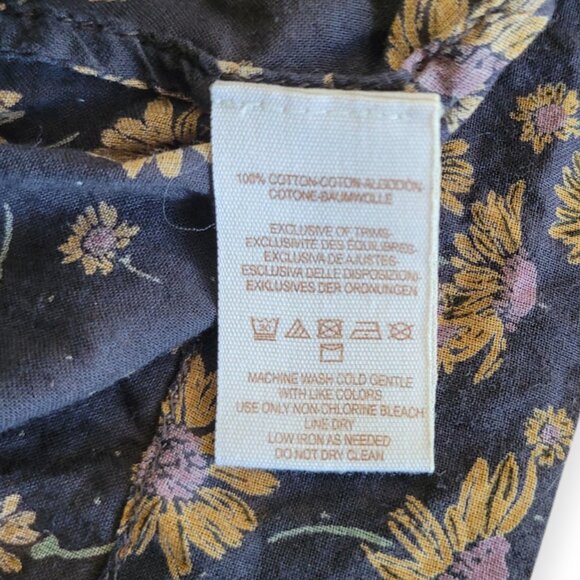 100% COTTON-COTON-ALGODÓN-
COTONE-BAUMWOLLE
EXCLUSIVE OF TRIMS-
EXCLUSIVITÉ DES ÉQUILIBRES-
EXCLUSIVA DE AJUSTES-
ESCLUSIVA DELLE DISPOSIZIONI-
EXKLUSIVES DER ORDNUNGEN
30
MACHINE WASH COLD GENTLE
WITH LIKE COLORS
USE ONLY NON-CHLORINE BLEACH
LINE DRY
LOW IRON AS NEEDED
DO NOT DRY CLEAN